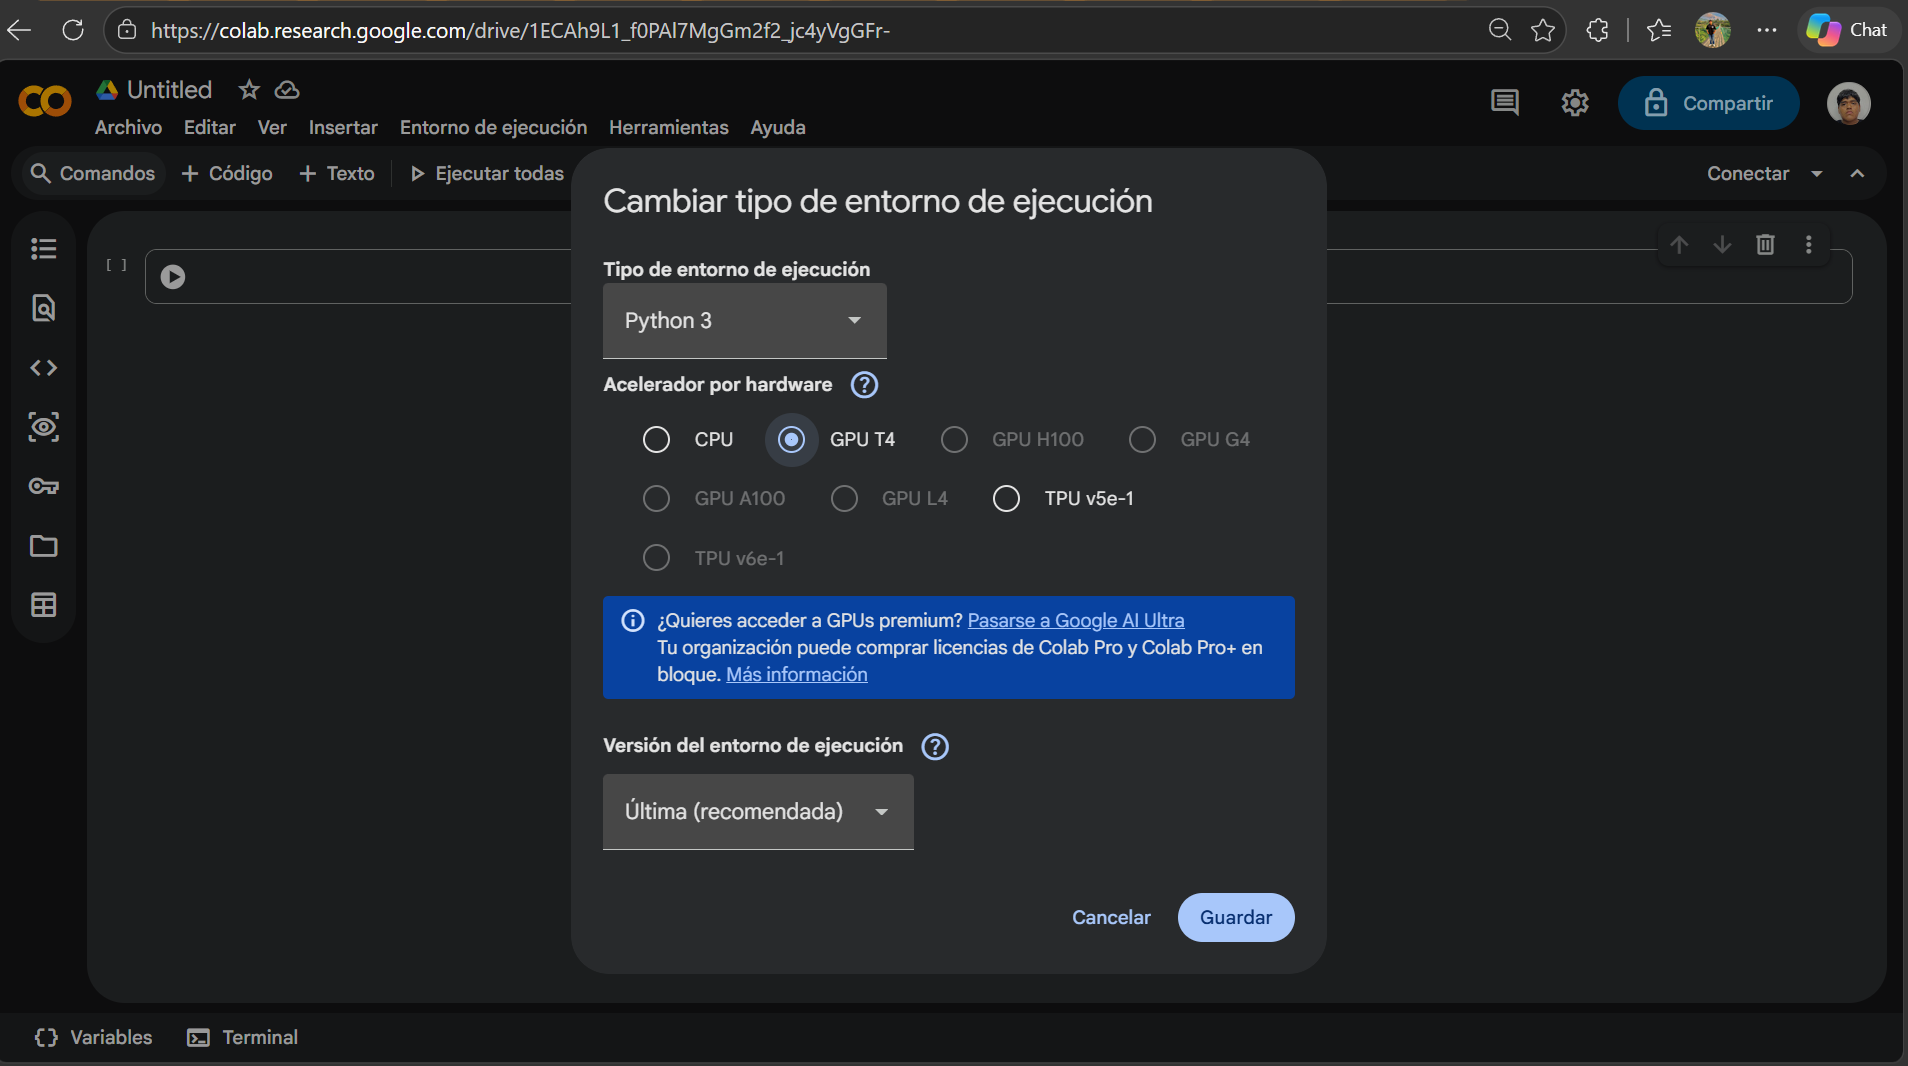 https://colab.research.google.com/drive/1ECAh9L1_f0PAl7MgGm2f2_jc4yVgGFr-
Chat
Untitled
Archivo Editar Ver Insertar Entorno de ejecución Herramientas Ayuda
Compartir
Comandos + Código + Texto Ejecutar todas
Conectar
[ ]
Cambiar tipo de entorno de ejecución
Tipo de entorno de ejecución
Python 3
Acelerador por hardware ?
CPU GPU T4 GPU H100 GPU G4
GPU A100 GPU L4 TPU v5e-1
TPU v6e-1
¿Quieres acceder a GPUs premium? Pasarse a Google AI Ultra
Tu organización puede comprar licencias de Colab Pro y Colab Pro+ en
bloque. Más información
Versión del entorno de ejecución ?
Última (recomendada)
Cancelar Guardar
Variables Terminal